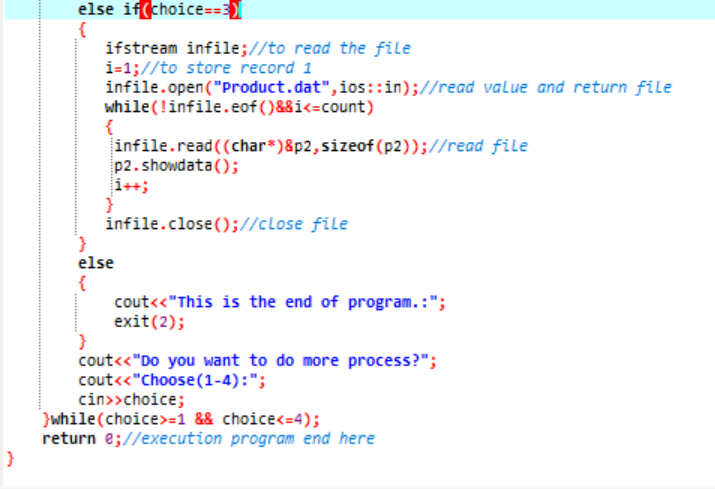 else if(choice==3)
{
ifstream infile;//to read the file
i=1;//to store record 1
infile.open("Product.dat",ios::in);//read value and return file
while(!infile.eof()&&i<=count)
{
infile.read((char*)&p2,sizeof(p2));//read file
p2.showdata();
i++;
}
infile.close();//close file
}
else
{
cout<<"This is the end of program.:";
exit(2);
}
cout<<"Do you want to do more process?";
cout<<"Choose(1-4):";
cin>>choice;
}while(choice>=1 && choice<=4);
return 0;//execution program end here
}